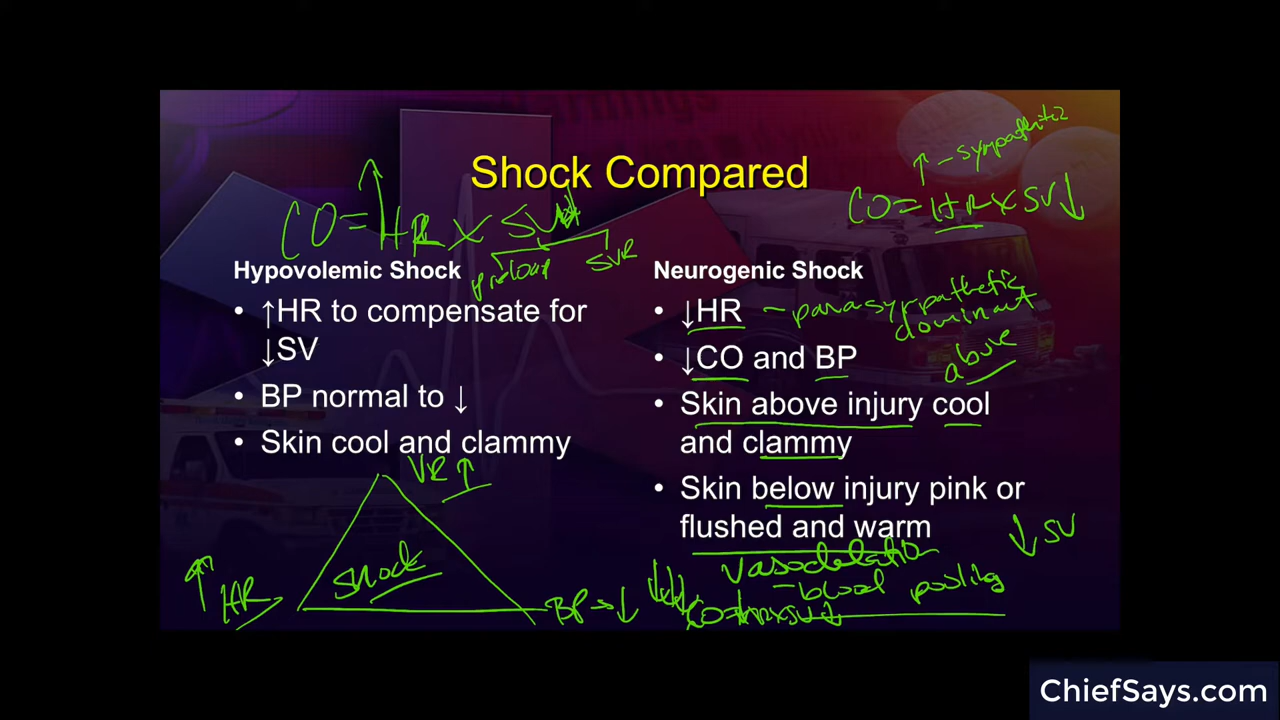 Shock Compared
↑ - sympathetic
CO = HR x SV↓
CO = ↑HR x SV
preload SVR
Hypovolemic Shock
• ↑HR to compensate for
↓SV
• BP normal to ↓
• Skin cool and clammy
VR ↑
↑ HR
Shock
BP → ↓
Neurogenic Shock
• ↓HR - parasympathetic
dominant
• ↓CO and BP
above
• Skin above injury cool
and clammy
• Skin below injury pink or
flushed and warm
↓ SV
- blood pooling
CO = HR x SV ↓
ChiefSays.com